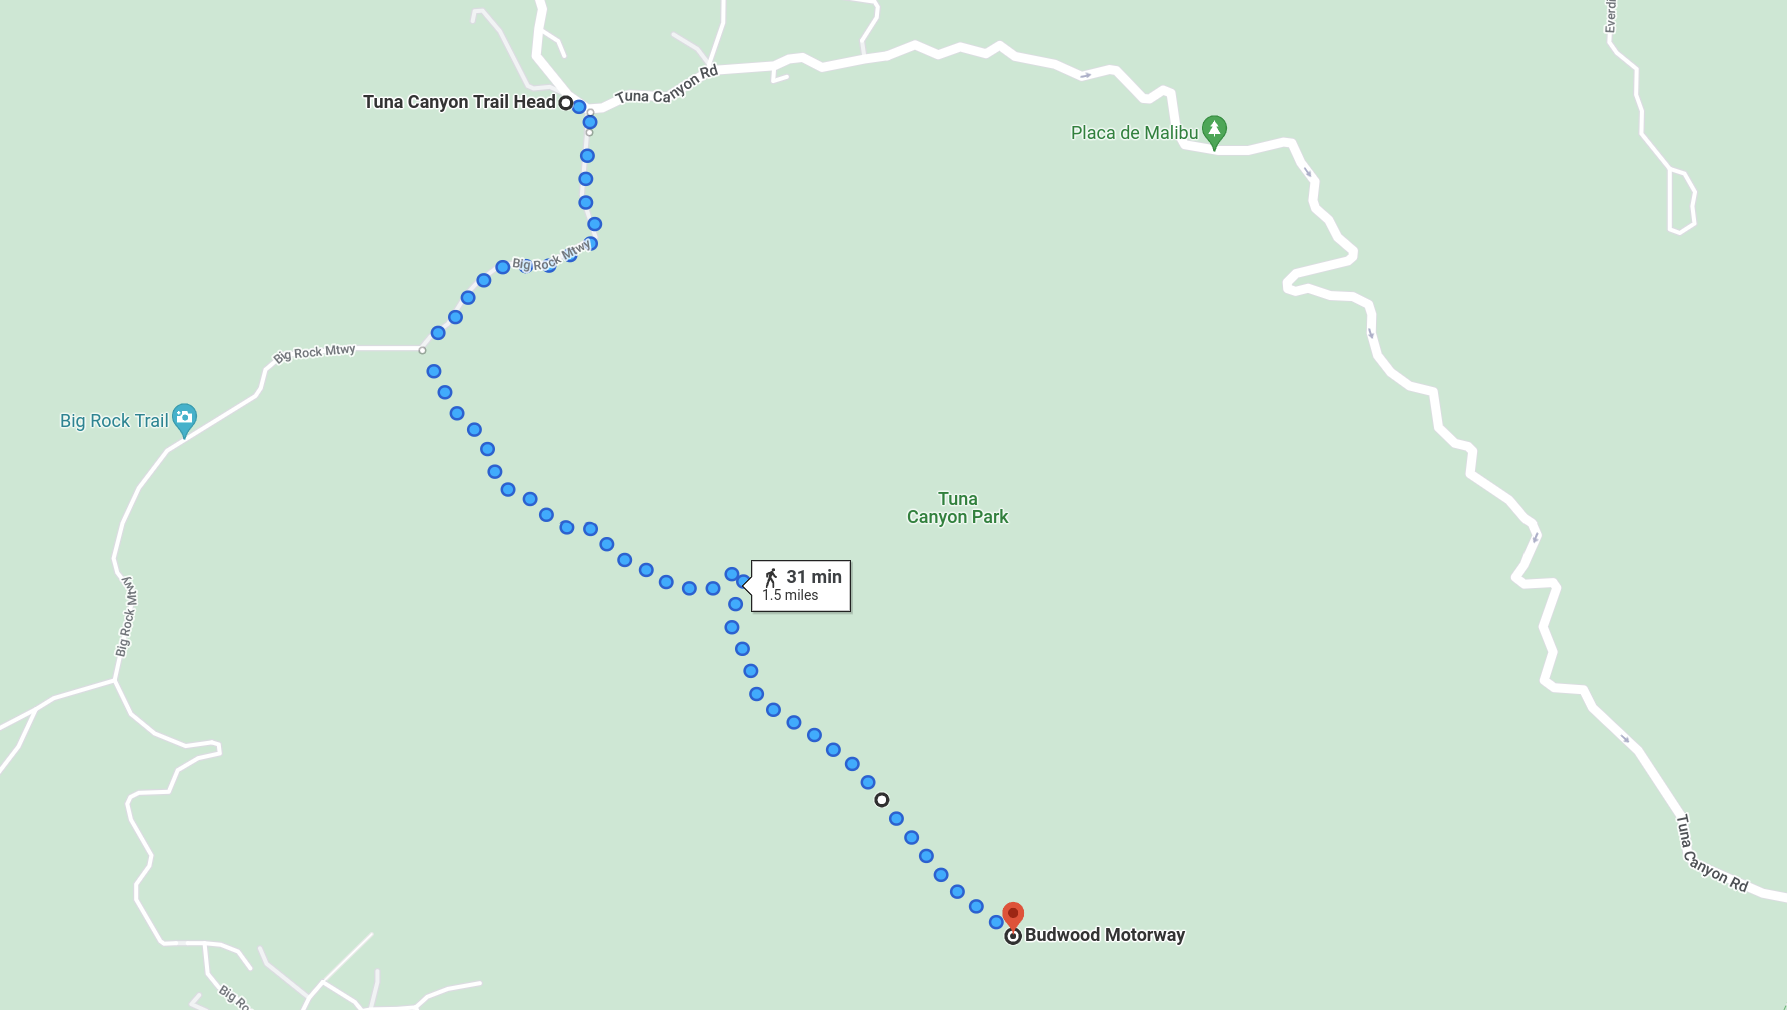 Everdi
Tuna Canyon Rd
Tuna Canyon Trail Head
Placa de Malibu
Big Rock Mtwy
Big Rock Mtwy
Big Rock Trail
Tuna
Canyon Park
31 min
1.5 miles
Big Rock Mtwy
Tuna Canyon Rd
Budwood Motorway
Big Ro